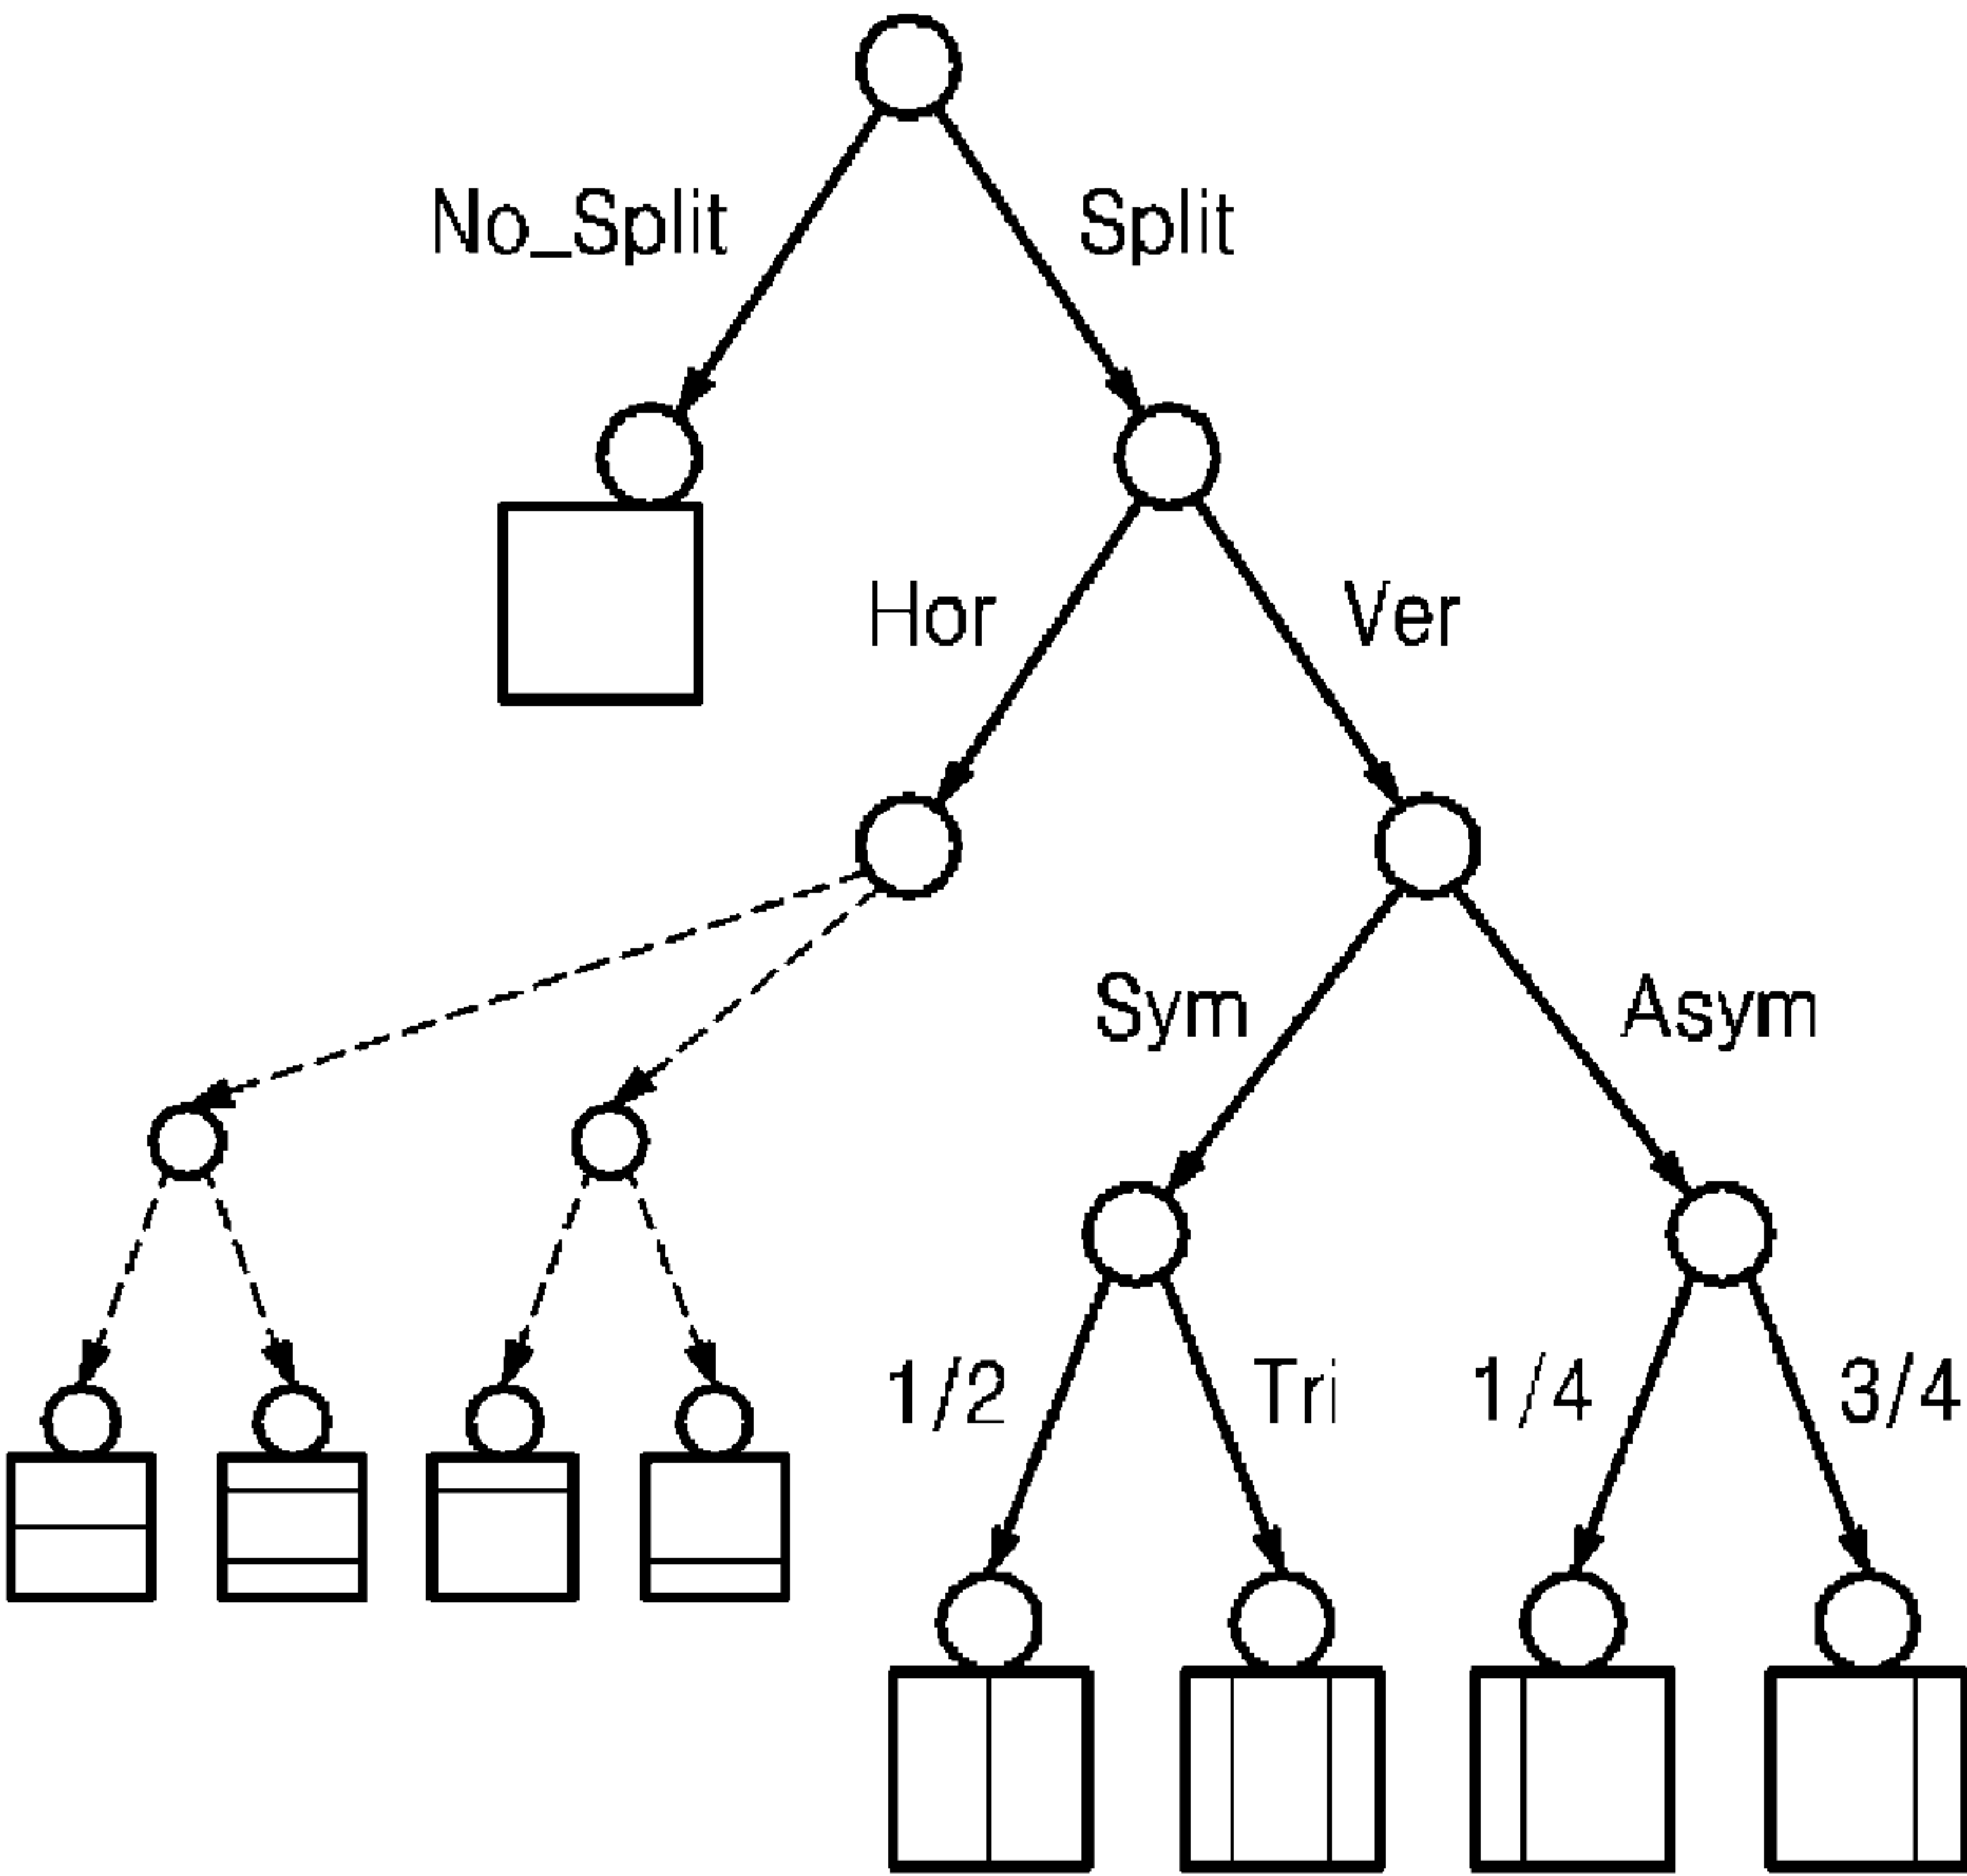 No_Split
Split
Hor
Ver
Sym
Asym
1/2
Tri
1/4
3/4